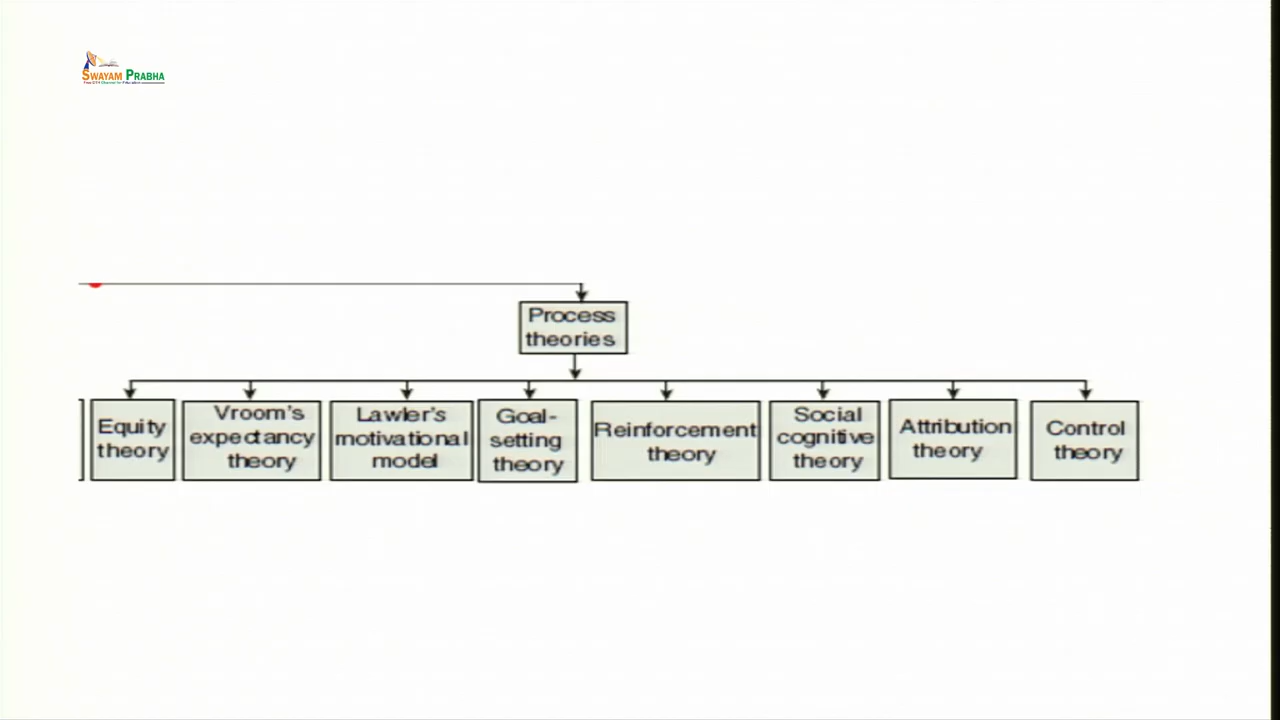 SWAYAM PRABHA
Process
theories
Equity
theory
Vroom's
expectancy
theory
Lawler's
motivational
model
Goal-
setting
theory
Reinforcement
theory
Social
cognitive
theory
Attribution
theory
Control
theory